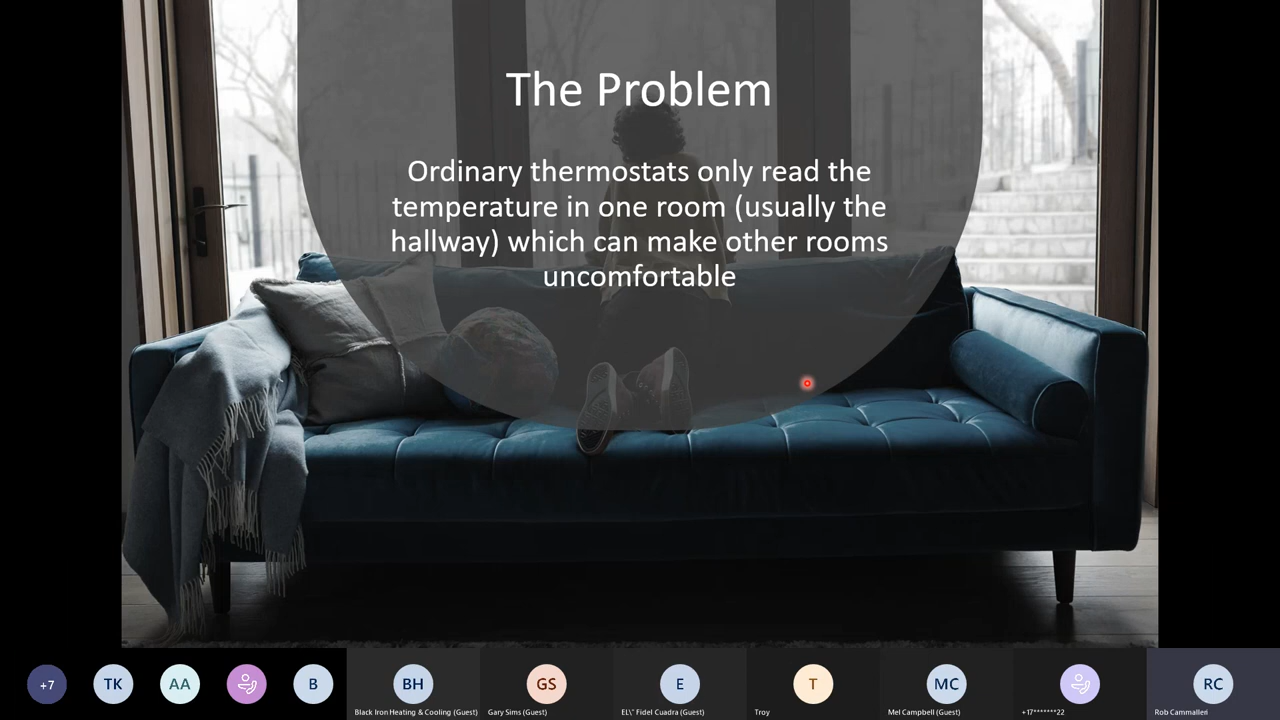 The Problem
Ordinary thermostats only read the
temperature in one room (usually the
hallway) which can make other rooms
uncomfortable
+7
TK
AA
B
BH
GS
E
T
MC
RC
Black Iron Heating & Cooling (Guest)
Gary Sims (Guest)
EL\" Fidel Cuadra (Guest)
Troy
Mel Campbell (Guest)
+17*******22
Rob Cammalleri